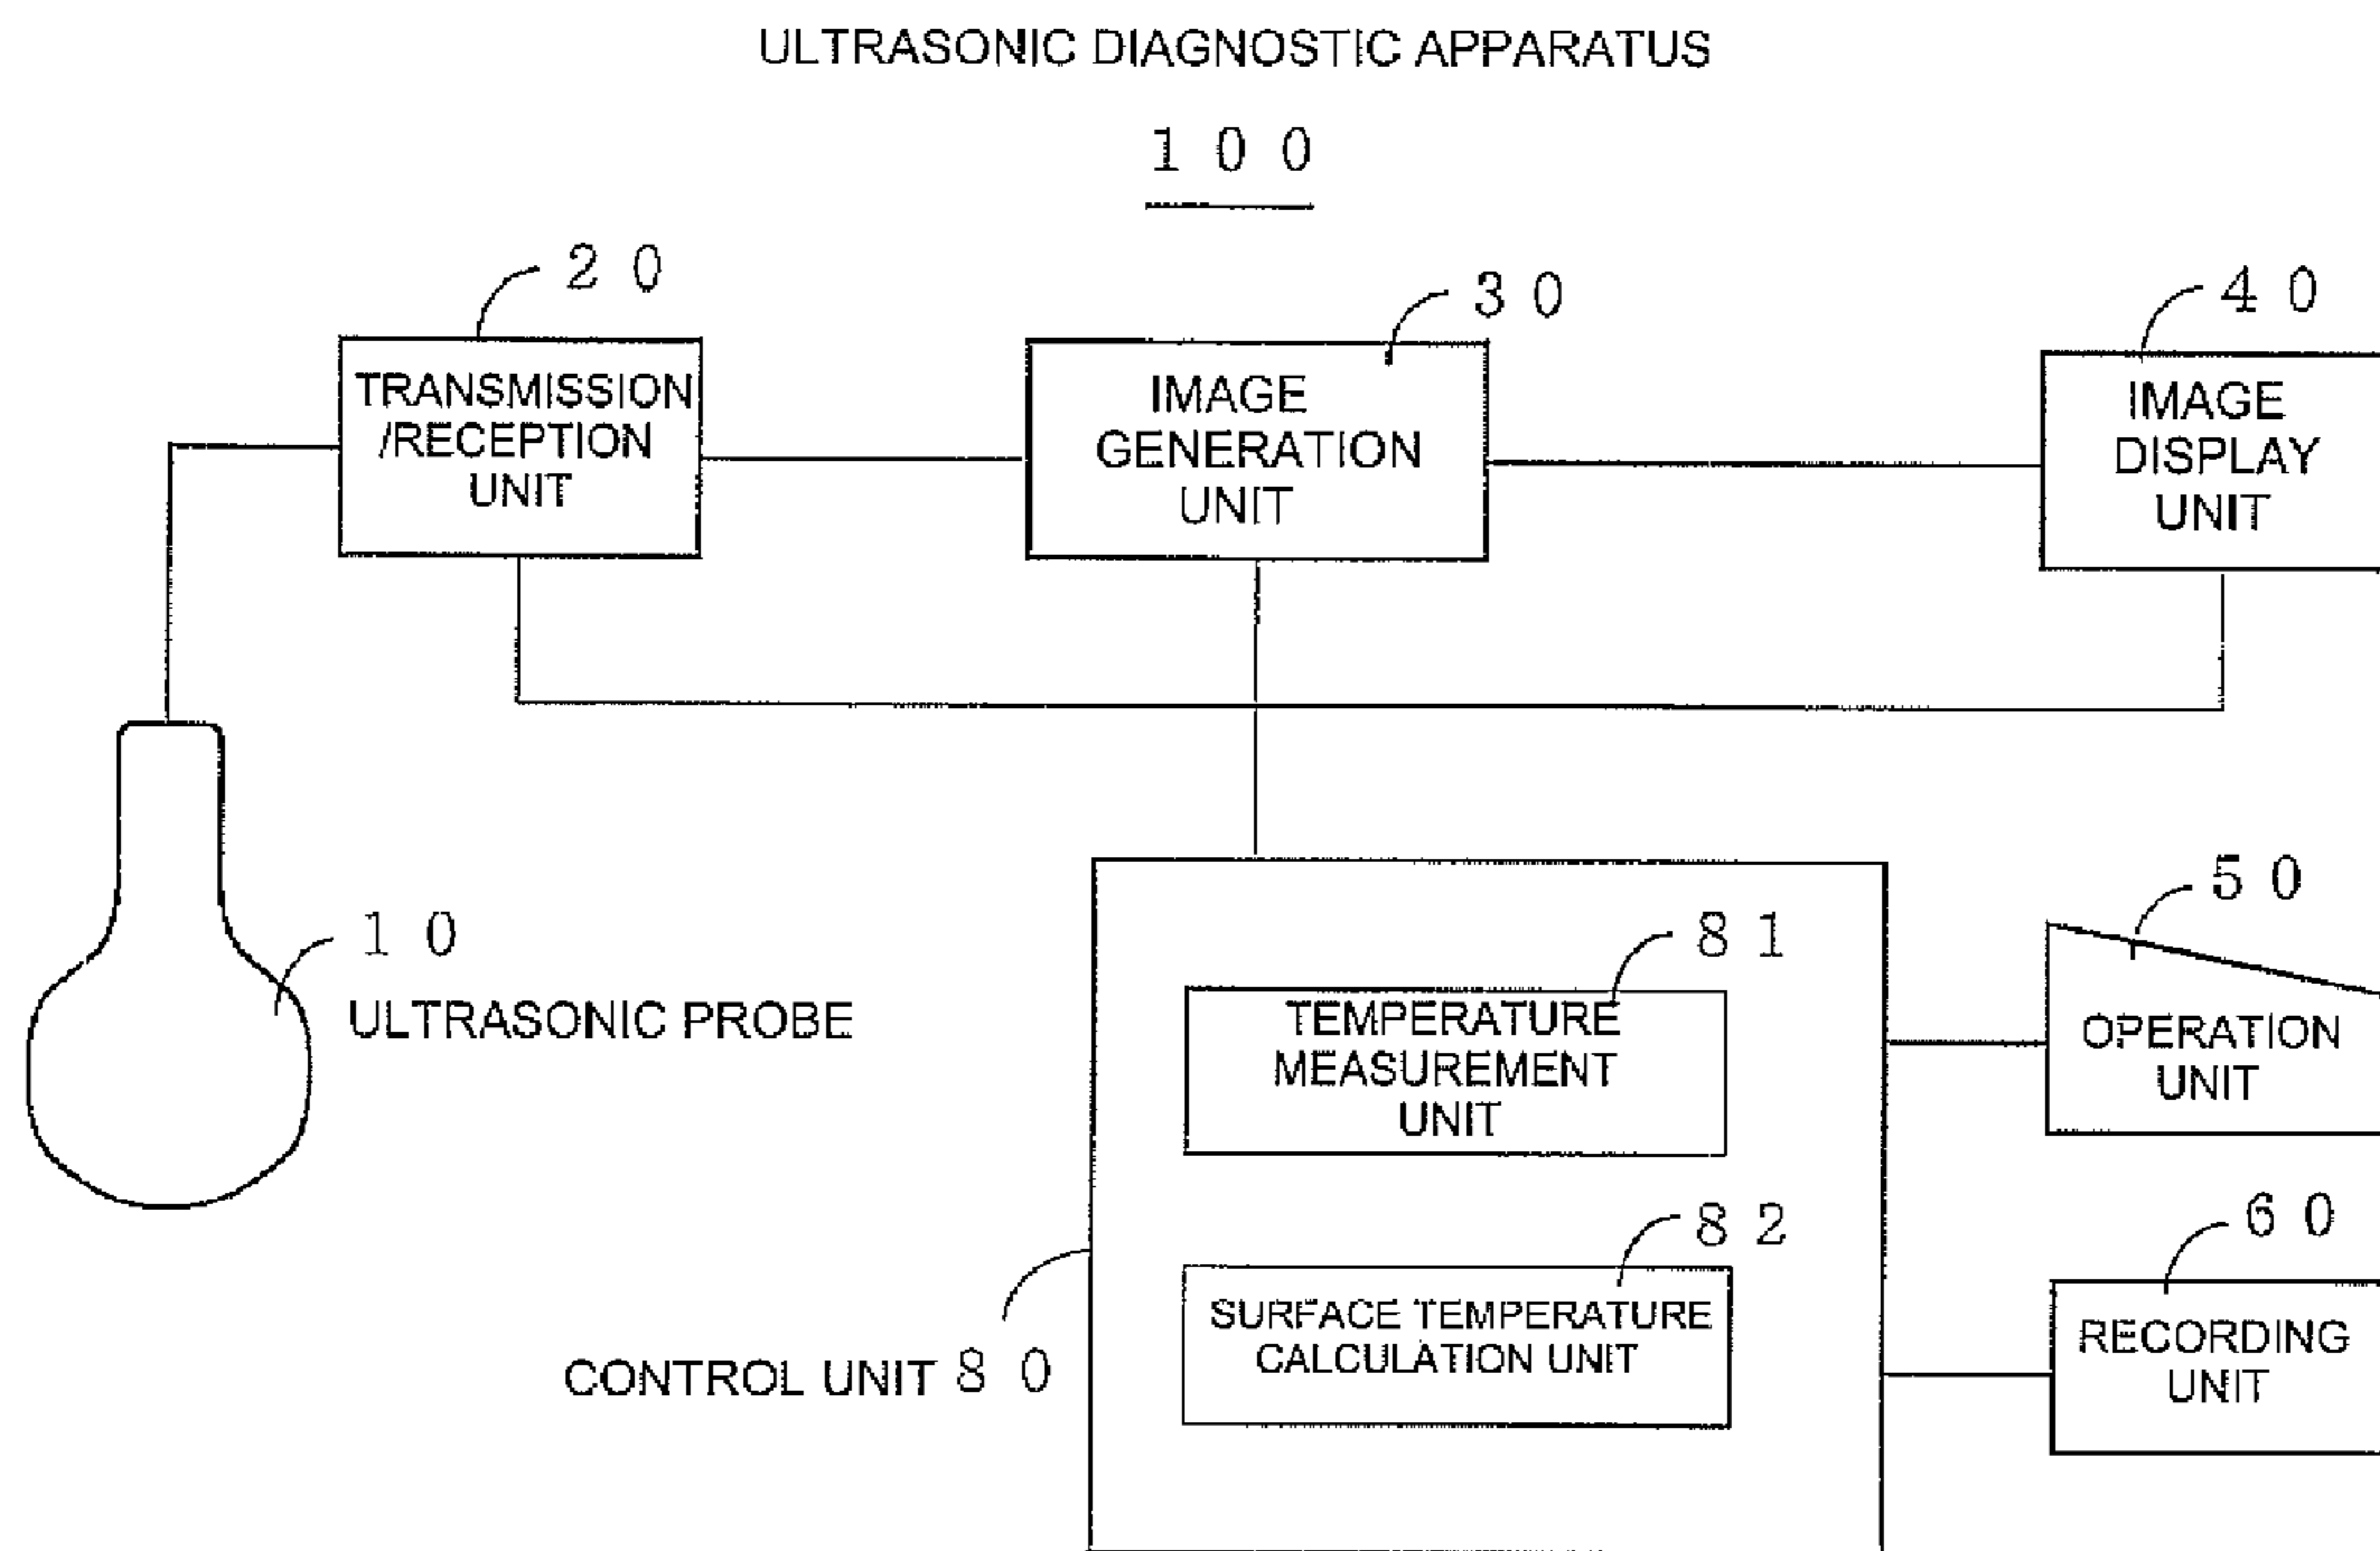 ULTRASONIC DIAGNOSTIC APPARATUS
100
20
30
40
TRANSMISSION
/RECEPTION
UNIT
IMAGE
GENERATION
UNIT
IMAGE
DISPLAY
UNIT
10
ULTRASONIC PROBE
81
TEMPERATURE
MEASUREMENT
UNIT
50
OPERATION
UNIT
82
SURFACE TEMPERATURE
CALCULATION UNIT
CONTROL UNIT 80
60
RECORDING
UNIT